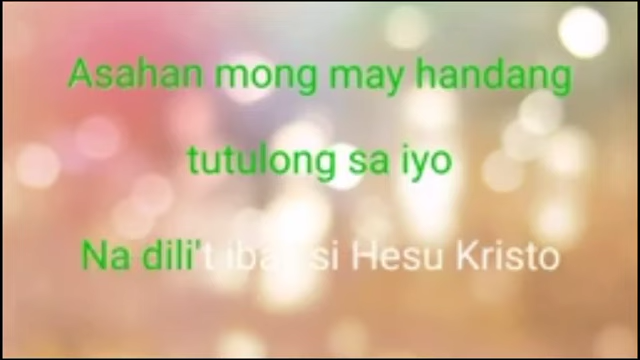 Asahan mong may handang
tutulong sa iyo
Na dili't iba si Hesu Kristo